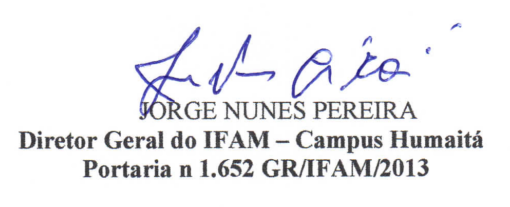 JORGE NUNES PEREIRA
Diretor Geral do IFAM – Campus Humaitá
Portaria n 1.652 GR/IFAM/2013